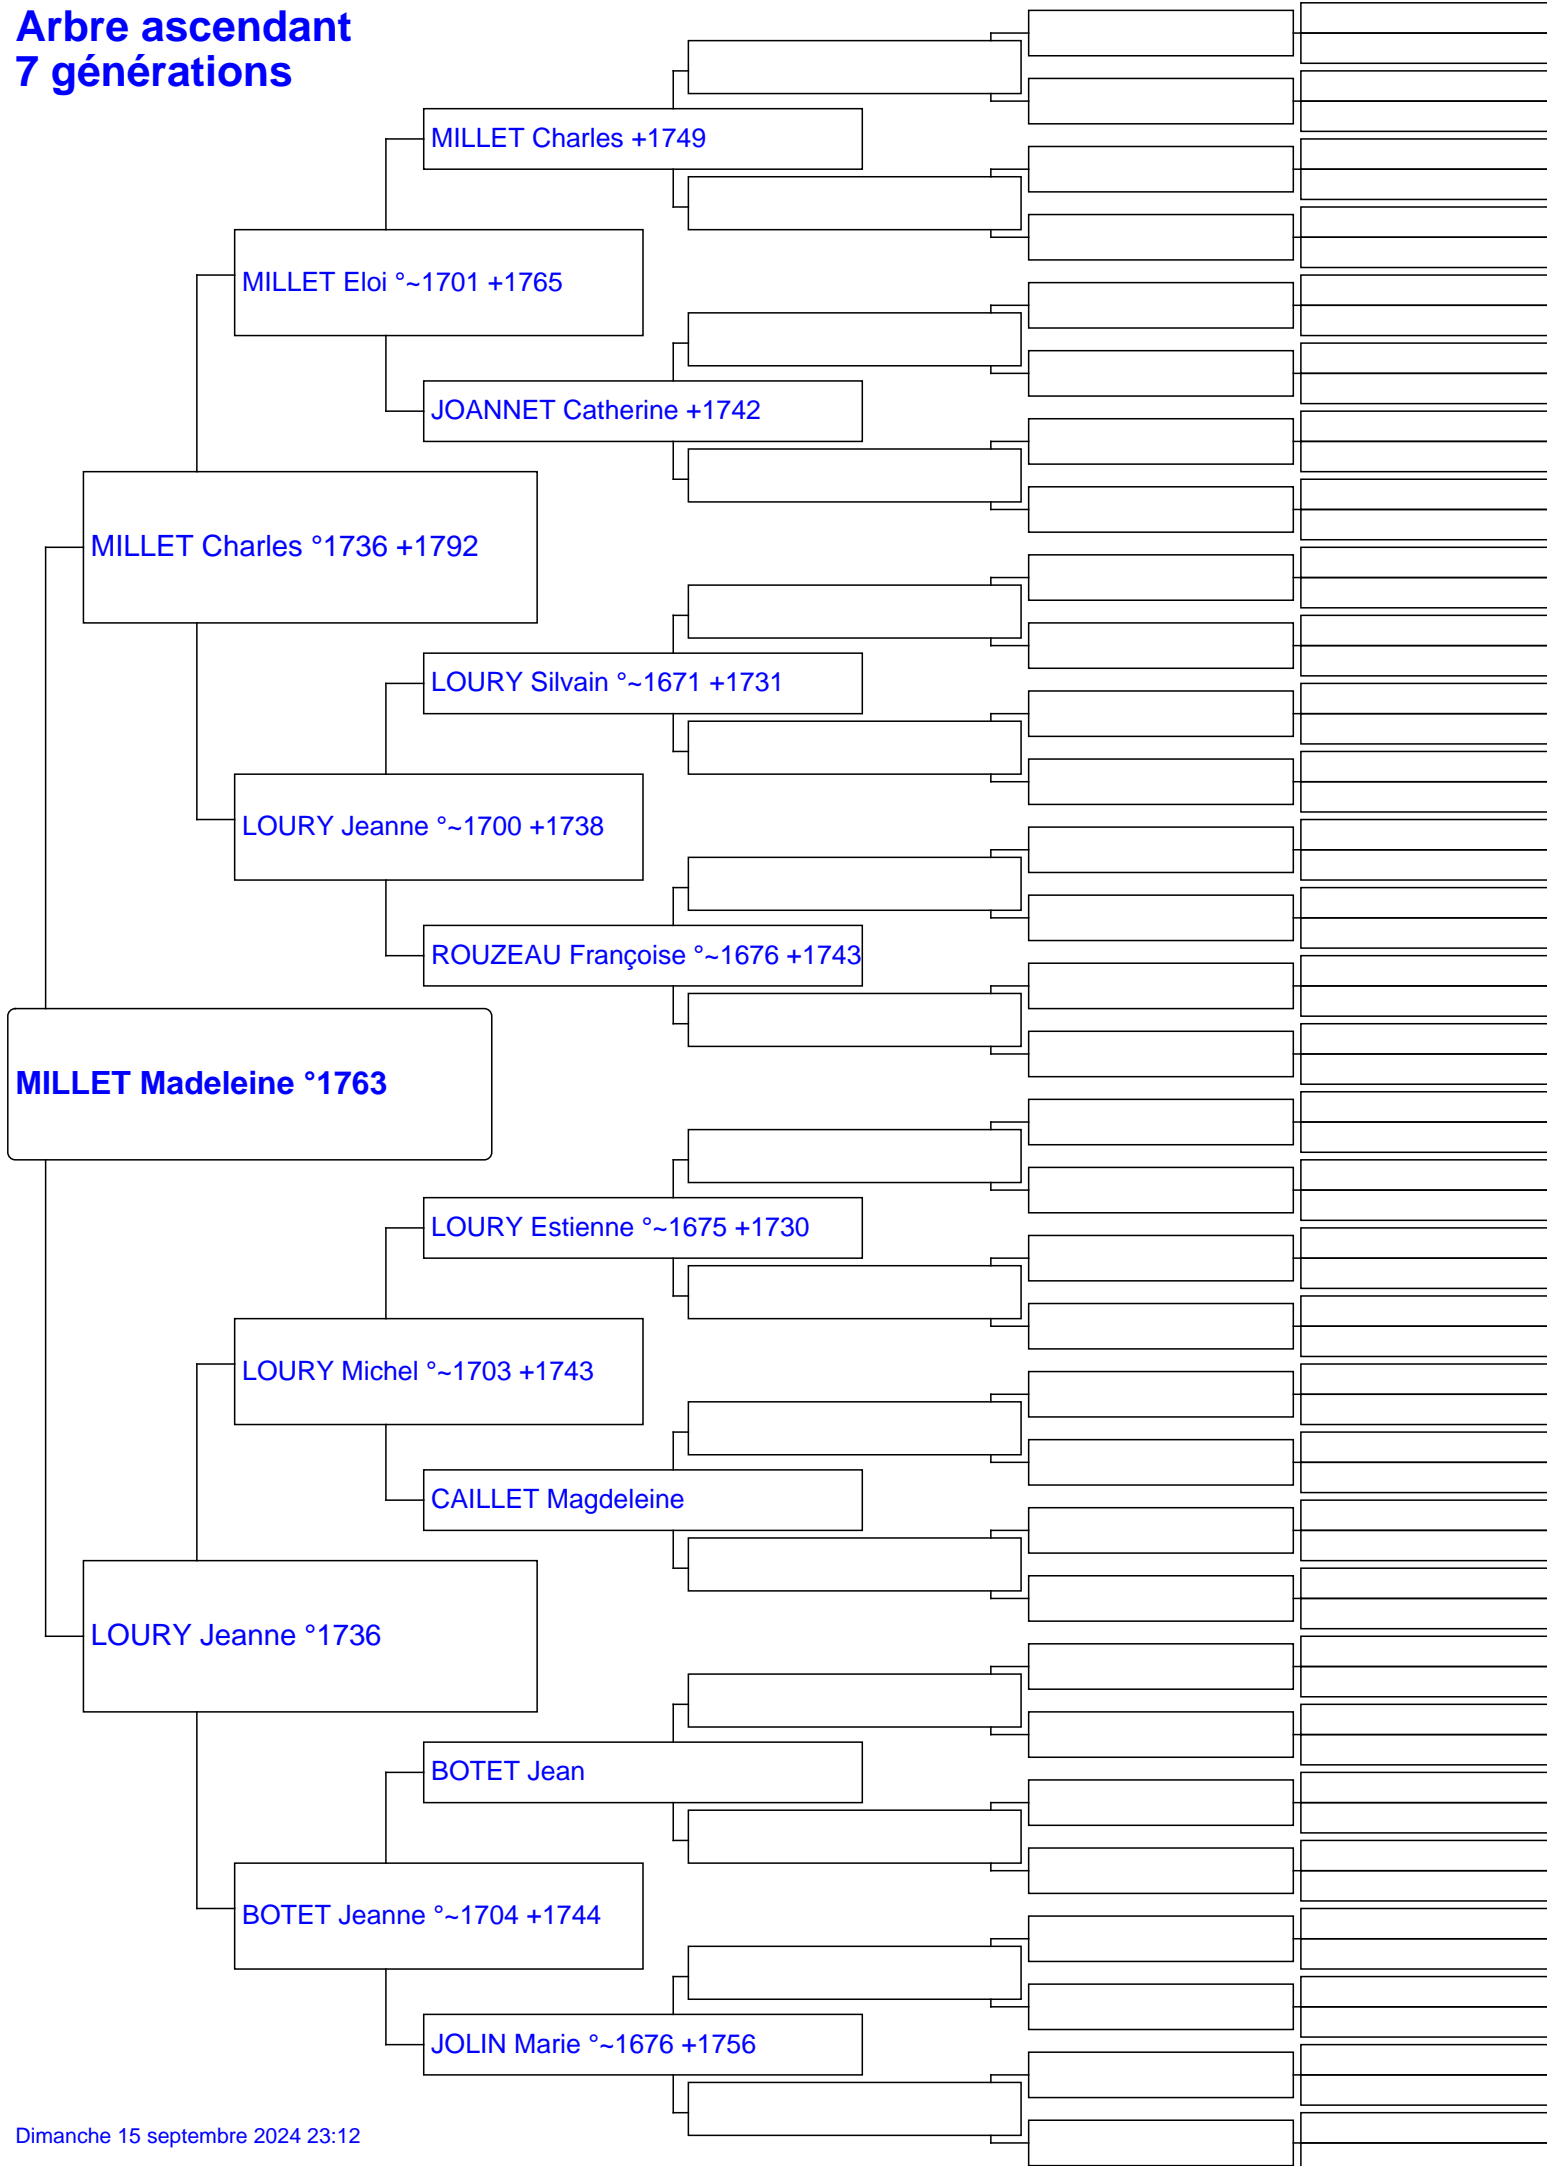 Arbre ascendant
7 générations
MILLET Charles +1749
MILLET Eloi °~1701 +1765
JOANNET Catherine +1742
MILLET Charles °1736 +1792
LOURY Silvain °~1671 +1731
LOURY Jeanne °~1700 +1738
ROUZEAU Françoise °~1676 +1743
MILLET Madeleine °1763
LOURY Estienne °~1675 +1730
LOURY Michel °~1703 +1743
CAILLET Magdeleine
LOURY Jeanne °1736
BOTET Jean
BOTET Jeanne °~1704 +1744
JOLIN Marie °~1676 +1756
Dimanche 15 septembre 2024 23:12